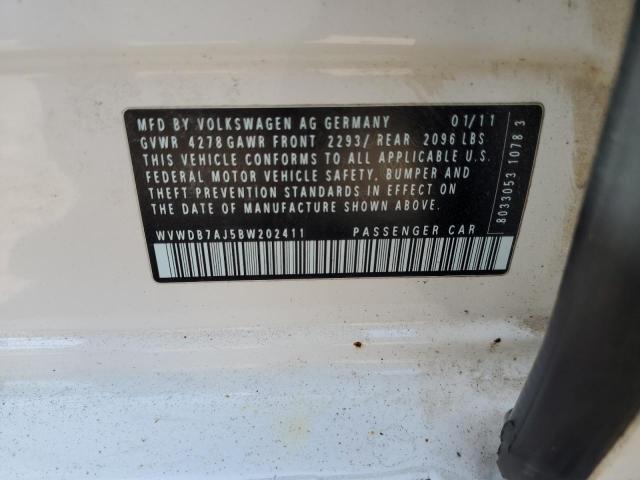 MFD BY VOLKSWAGEN AG GERMANY 01/11
GVWR 4278 GAWR FRONT 2293/ REAR 2096 LBS
THIS VEHICLE CONFORMS TO ALL APPLICABLE U.S.
FEDERAL MOTOR VEHICLE SAFETY, BUMPER AND
THEFT PREVENTION STANDARDS IN EFFECT ON
THE DATE OF MANUFACTURE SHOWN ABOVE.
WVWDB7AJ5BW202411 PASSENGER CAR
8033053 1078 3